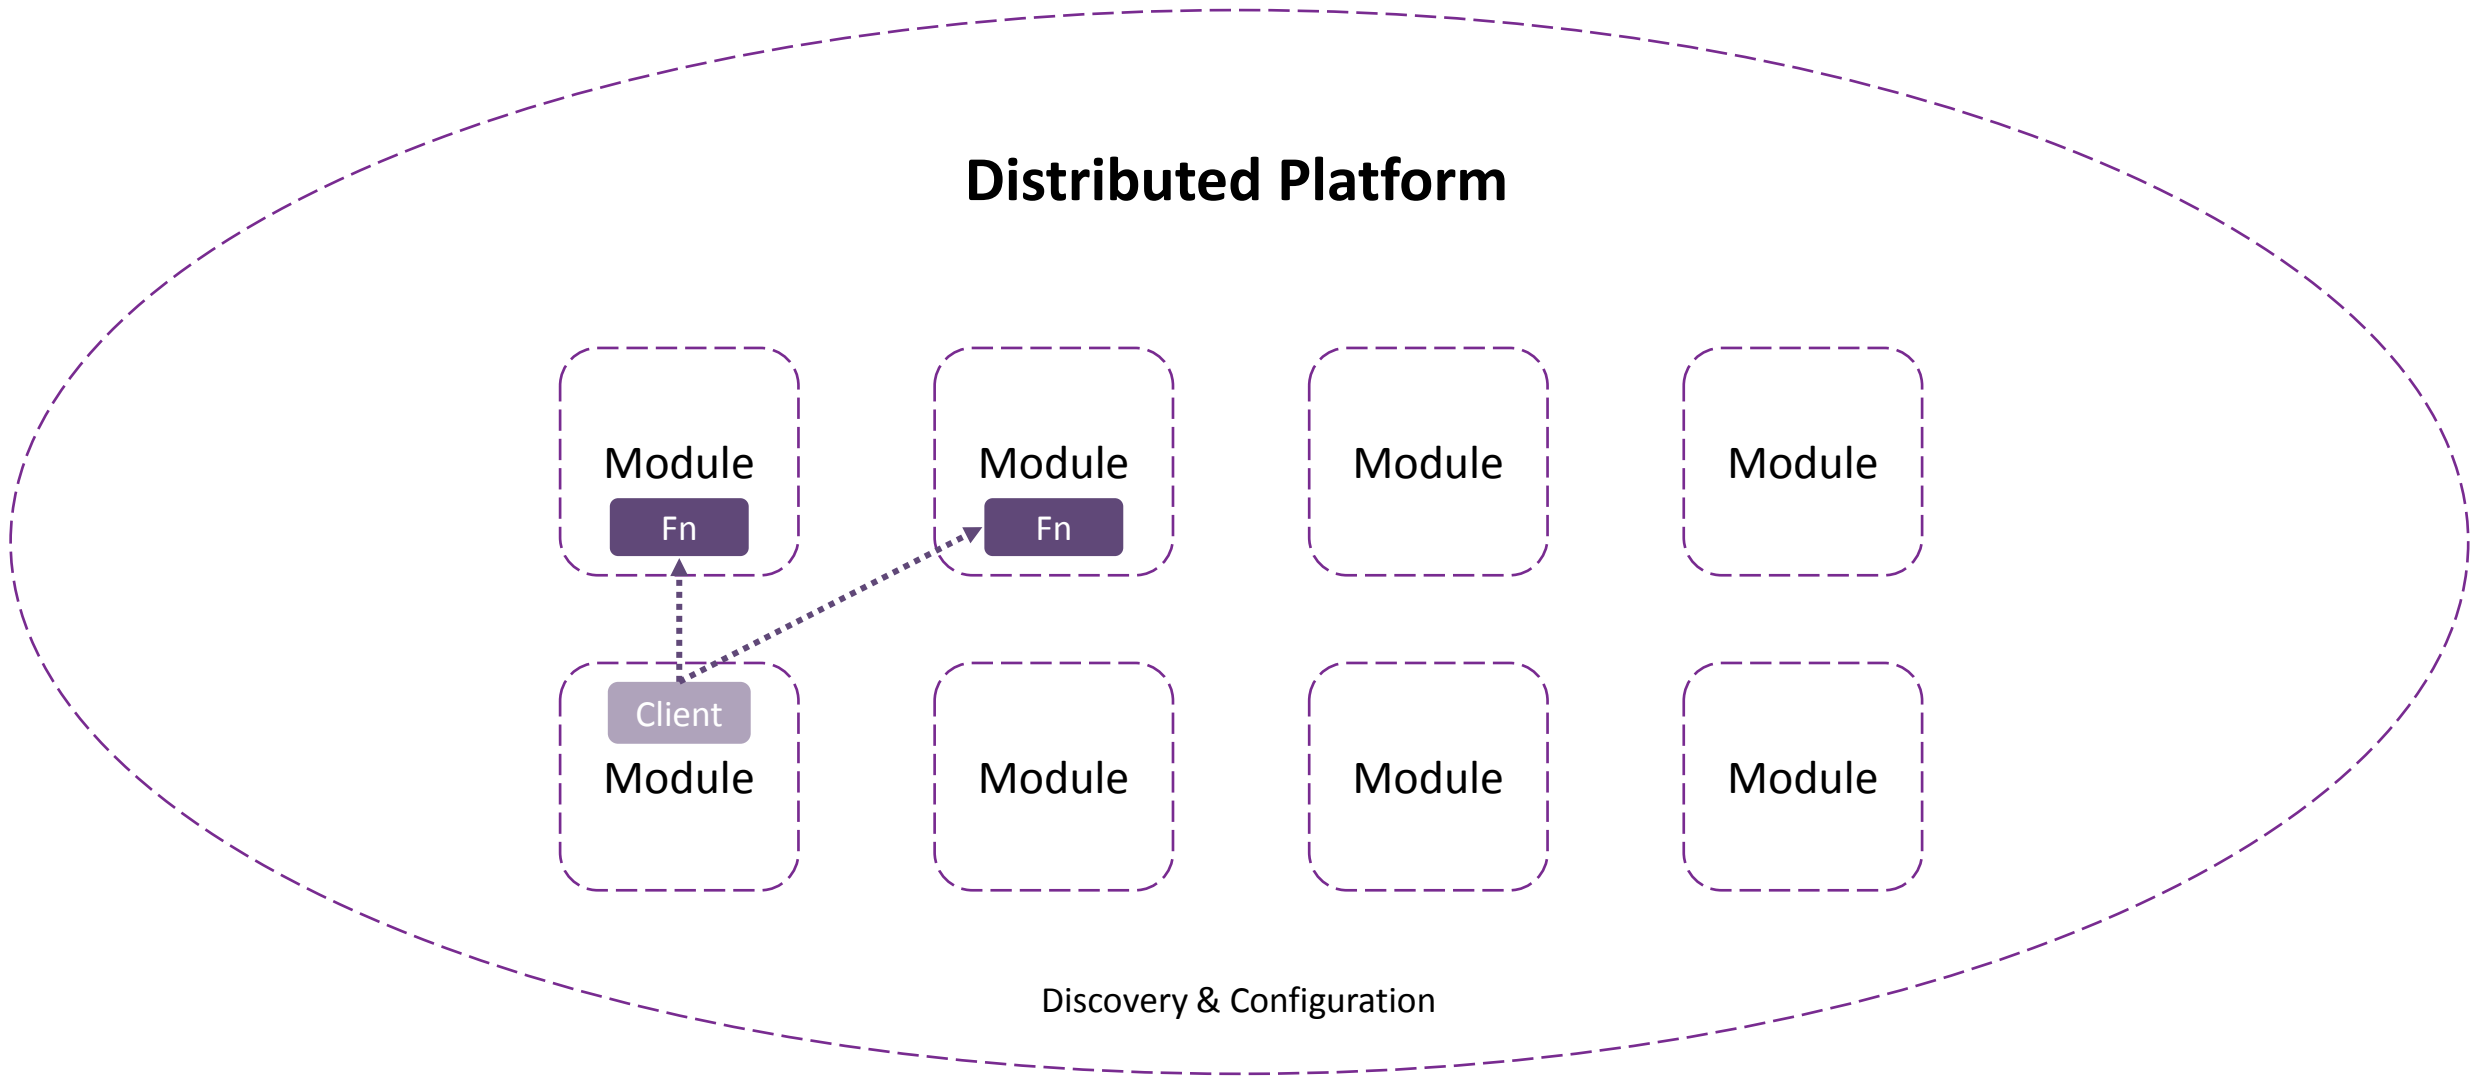 Distributed Platform
Module
Module
Module
Module
Fn
Fn
Client
Module
Module
Module
Module
Discovery & Configuration